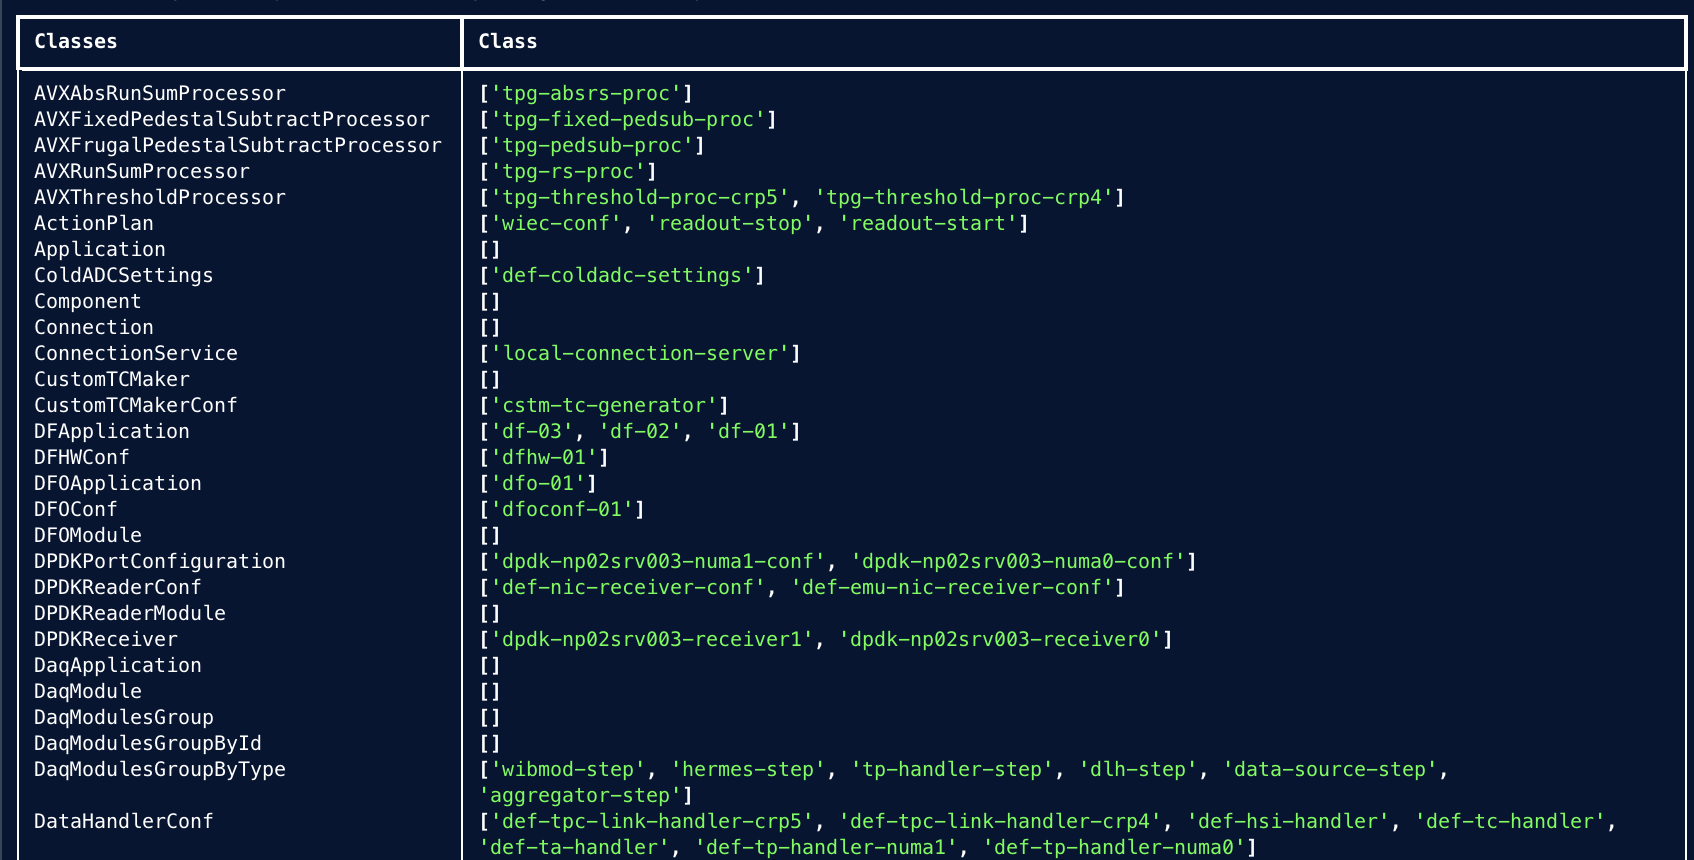 Classes Class
AVXAbsRunSumProcessor ['tpg-absrs-proc']
AVXFixedPedestalSubtractProcessor ['tpg-fixed-pedsub-proc']
AVXFrugalPedestalSubtractProcessor ['tpg-pedsub-proc']
AVXRunSumProcessor ['tpg-rs-proc']
AVXThresholdProcessor ['tpg-threshold-proc-crp5', 'tpg-threshold-proc-crp4']
ActionPlan ['wiec-conf', 'readout-stop', 'readout-start']
Application []
ColdADCSettings ['def-coldadc-settings']
Component []
Connection []
ConnectionService ['local-connection-server']
CustomTCMaker []
CustomTCMakerConf ['cstm-tc-generator']
DFApplication ['df-03', 'df-02', 'df-01']
DFHWConf ['dfhw-01']
DFOApplication ['dfo-01']
DFOConf ['dfoconf-01']
DFOModule []
DPDKPortConfiguration ['dpdk-np02srv003-numa1-conf', 'dpdk-np02srv003-numa0-conf']
DPDKReaderConf ['def-nic-receiver-conf', 'def-emu-nic-receiver-conf']
DPDKReaderModule []
DPDKReceiver ['dpdk-np02srv003-receiver1', 'dpdk-np02srv003-receiver0']
DaqApplication []
DaqModule []
DaqModulesGroup []
DaqModulesGroupById []
DaqModulesGroupByType ['wibmod-step', 'hermes-step', 'tp-handler-step', 'dlh-step', 'data-source-step',
'aggregator-step']
DataHandlerConf ['def-tpc-link-handler-crp5', 'def-tpc-link-handler-crp4', 'def-hsi-handler', 'def-tc-handler',
'def-ta-handler', 'def-tp-handler-numa1', 'def-tp-handler-numa0']